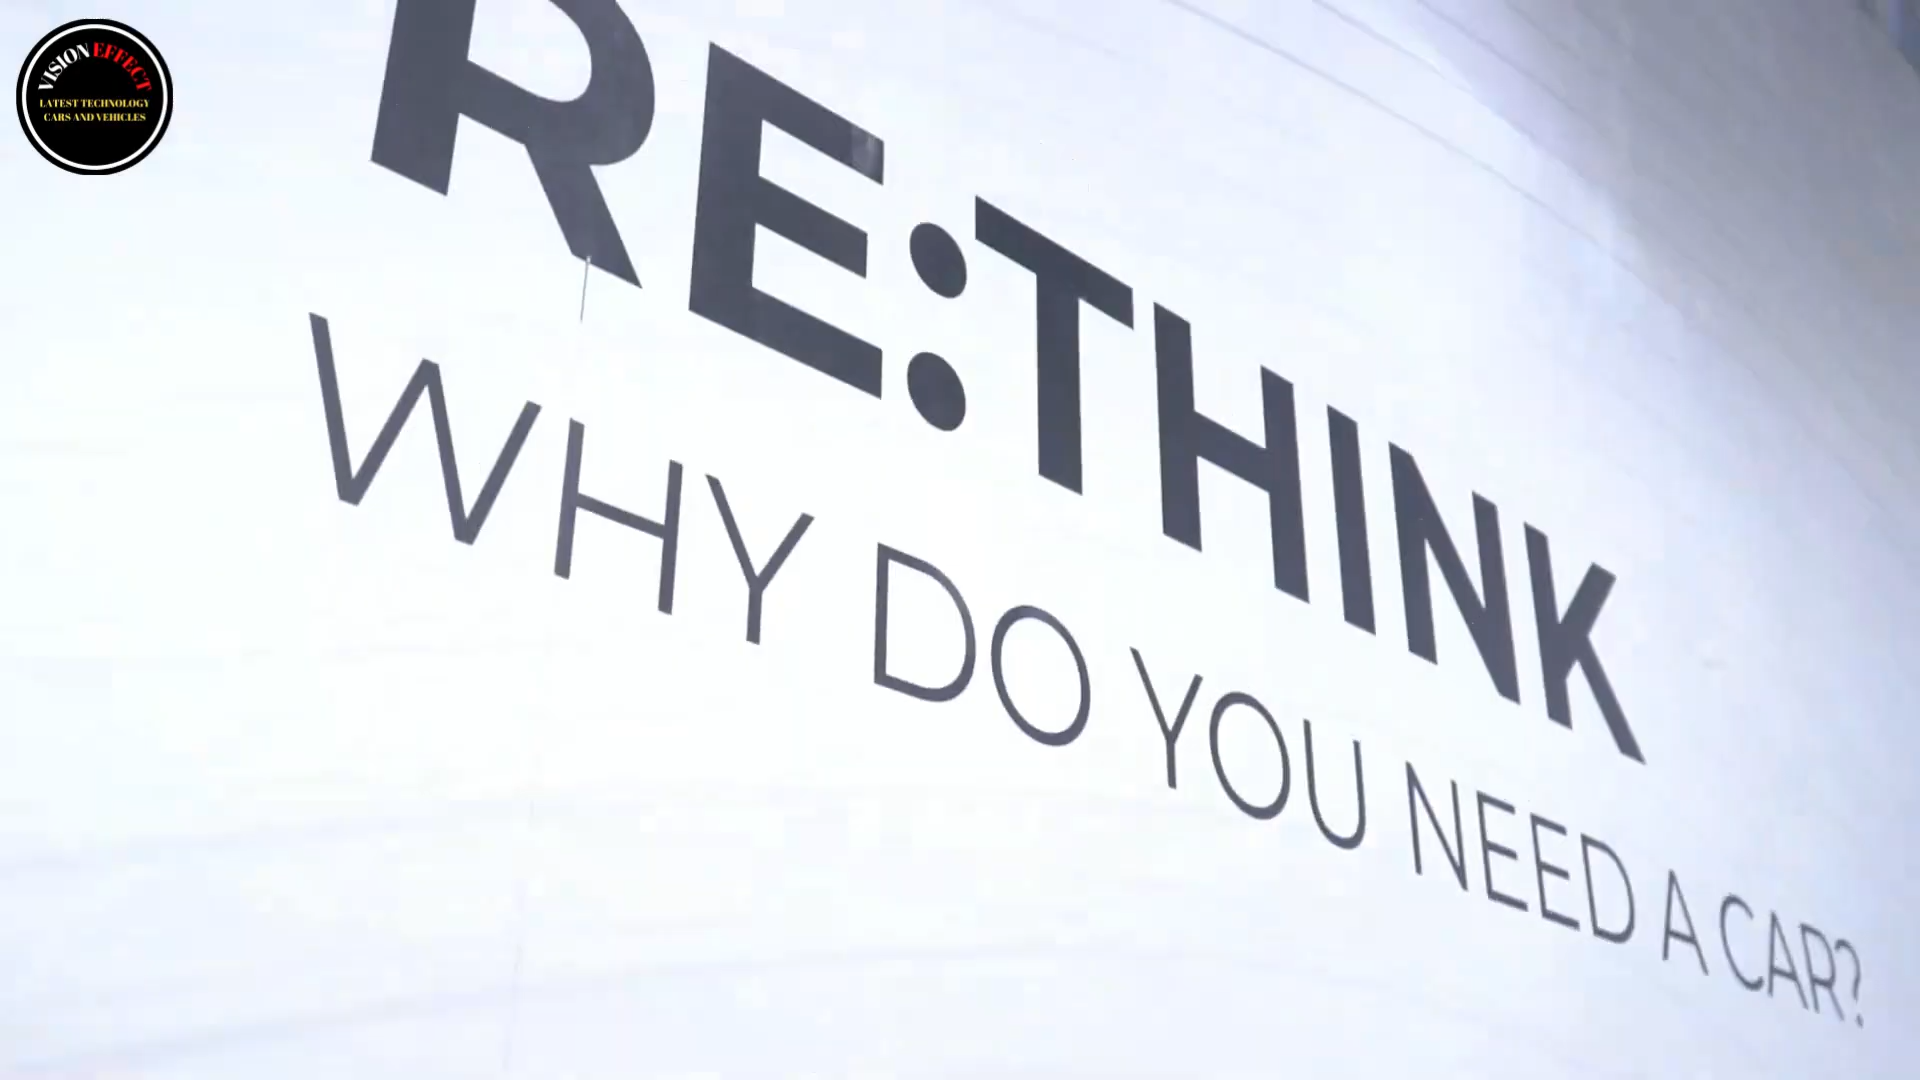 VISION EFFECT
LATEST TECHNOLOGY
CARS AND VEHICLES
RE:THINK
WHY DO YOU NEED A CAR?